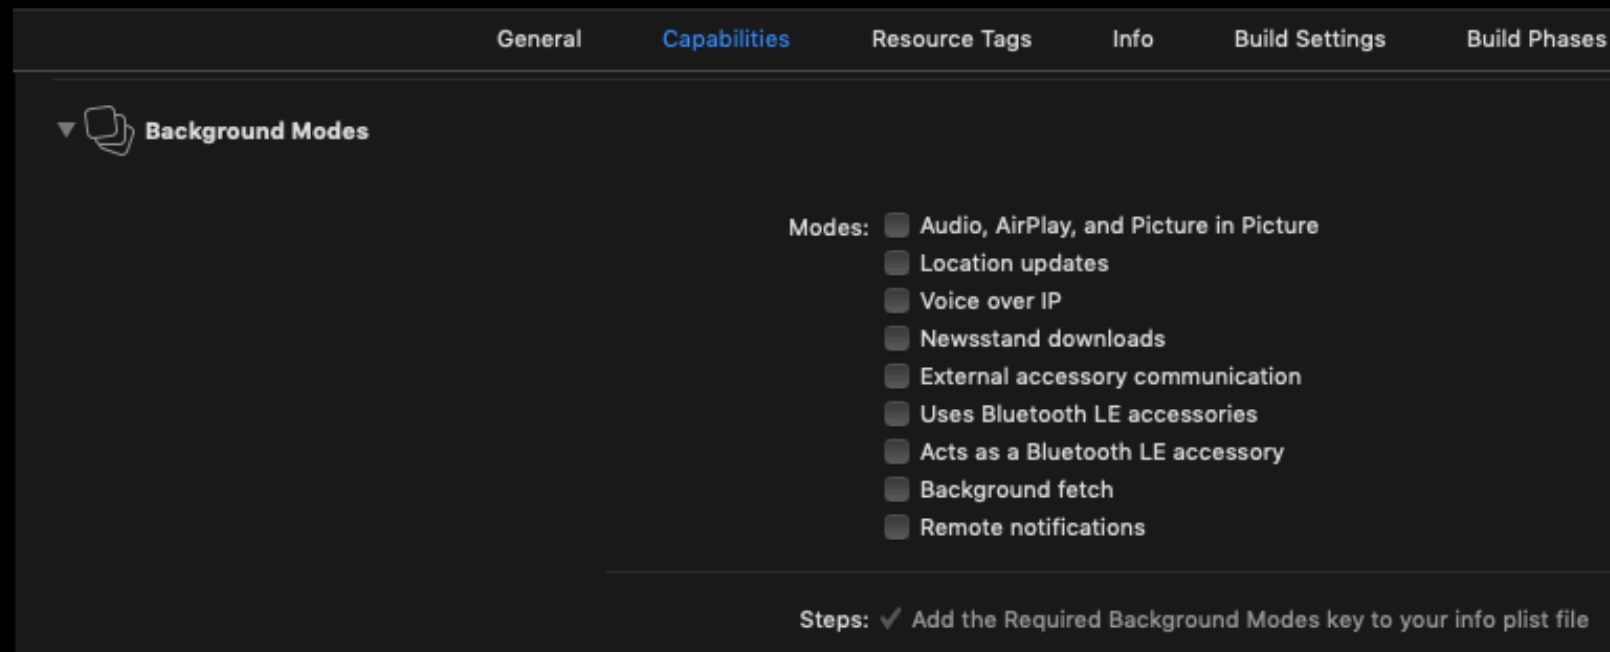 General Capabilities Resource Tags Info Build Settings Build Phases
Background Modes
Modes: Audio, AirPlay, and Picture in Picture
Location updates
Voice over IP
Newsstand downloads
External accessory communication
Uses Bluetooth LE accessories
Acts as a Bluetooth LE accessory
Background fetch
Remote notifications
Steps: ✓ Add the Required Background Modes key to your info plist file